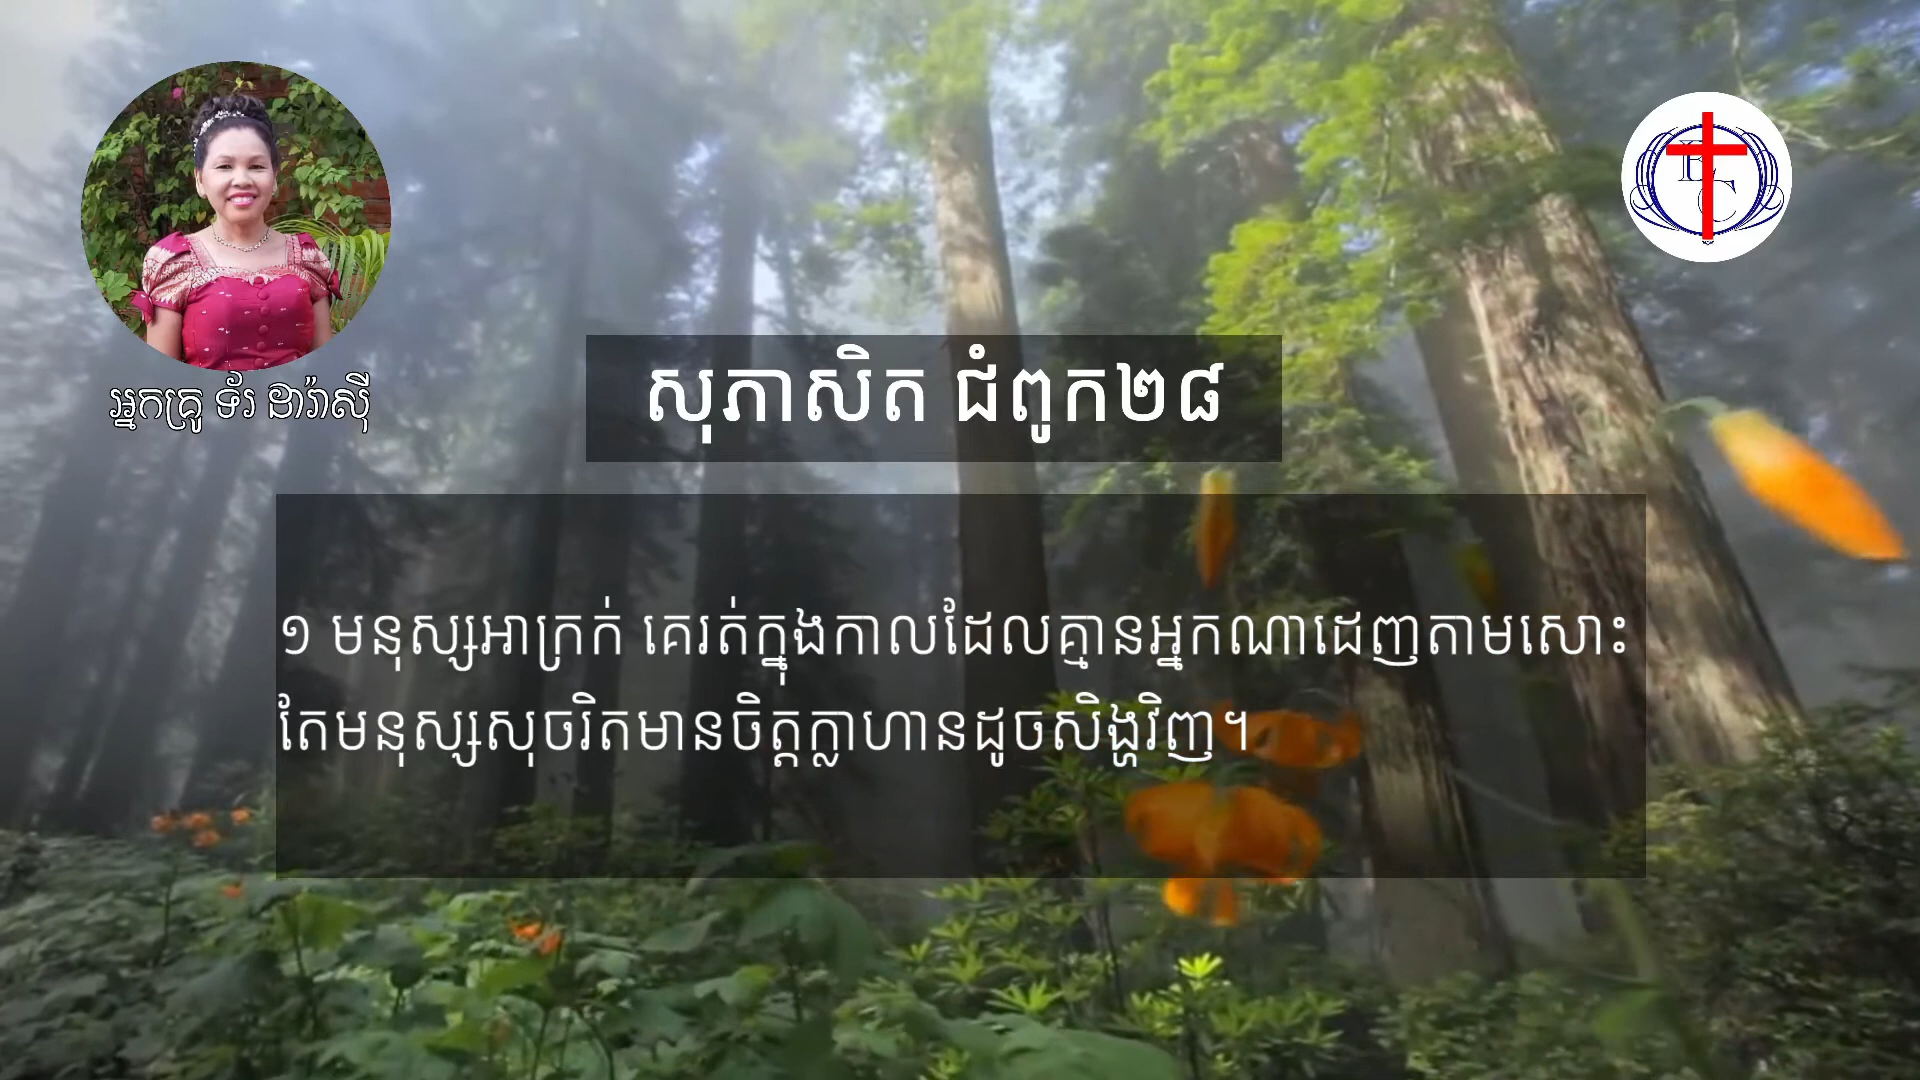 អ្នកគ្រូ ទ័រ ដារ៉ាស៊ី
EC
សុភាសិត ជំពូក២៨
១ មនុស្សអាក្រក់ គេរត់ក្នុងកាលដែលគ្មានអ្នកណាដេញតាមសោះ
តែមនុស្សសុចរិតមានចិត្តក្លាហានដូចសិង្ហវិញ។